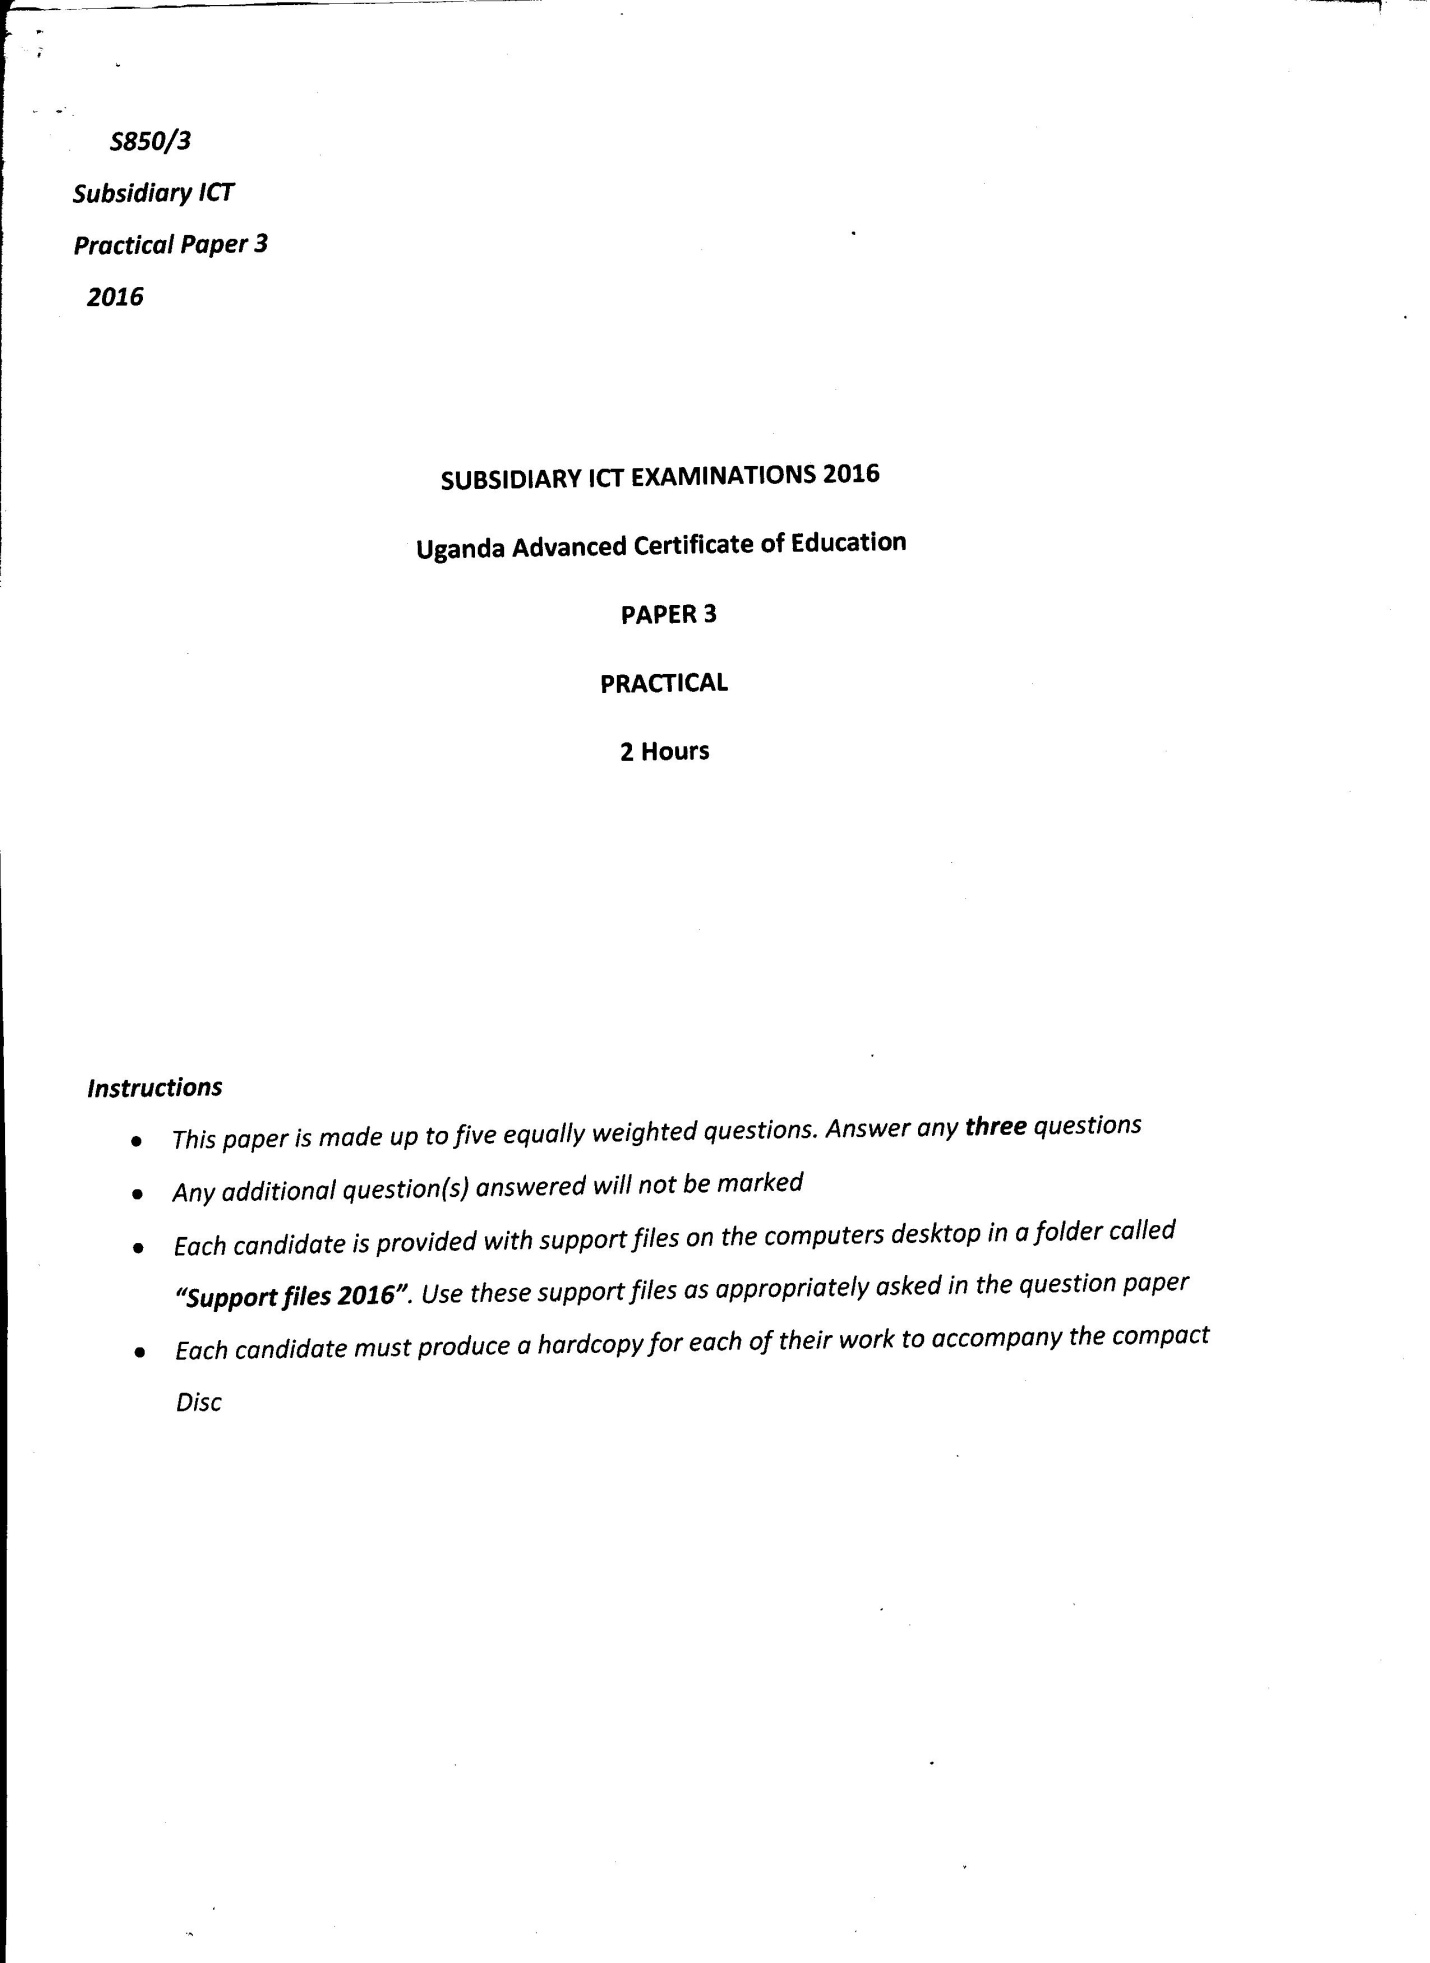 S850/3
Subsidiary ICT
Practical Paper 3
2016
SUBSIDIARY ICT EXAMINATIONS 2016
Uganda Advanced Certificate of Education
PAPER 3
PRACTICAL
2 Hours
Instructions
• This paper is made up to five equally weighted questions. Answer any three questions
• Any additional question(s) answered will not be marked
• Each candidate is provided with support files on the computers desktop in a folder called
“Support files 2016”. Use these support files as appropriately asked in the question paper
• Each candidate must produce a hardcopy for each of their work to accompany the compact
Disc